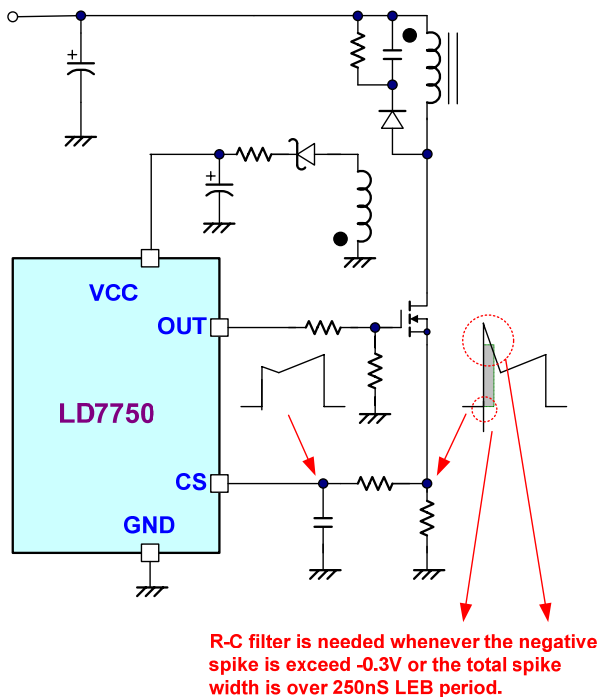 VCC
OUT
LD7750
CS
GND
R-C filter is needed whenever the negative
spike is exceed -0.3V or the total spike
width is over 250nS LEB period.